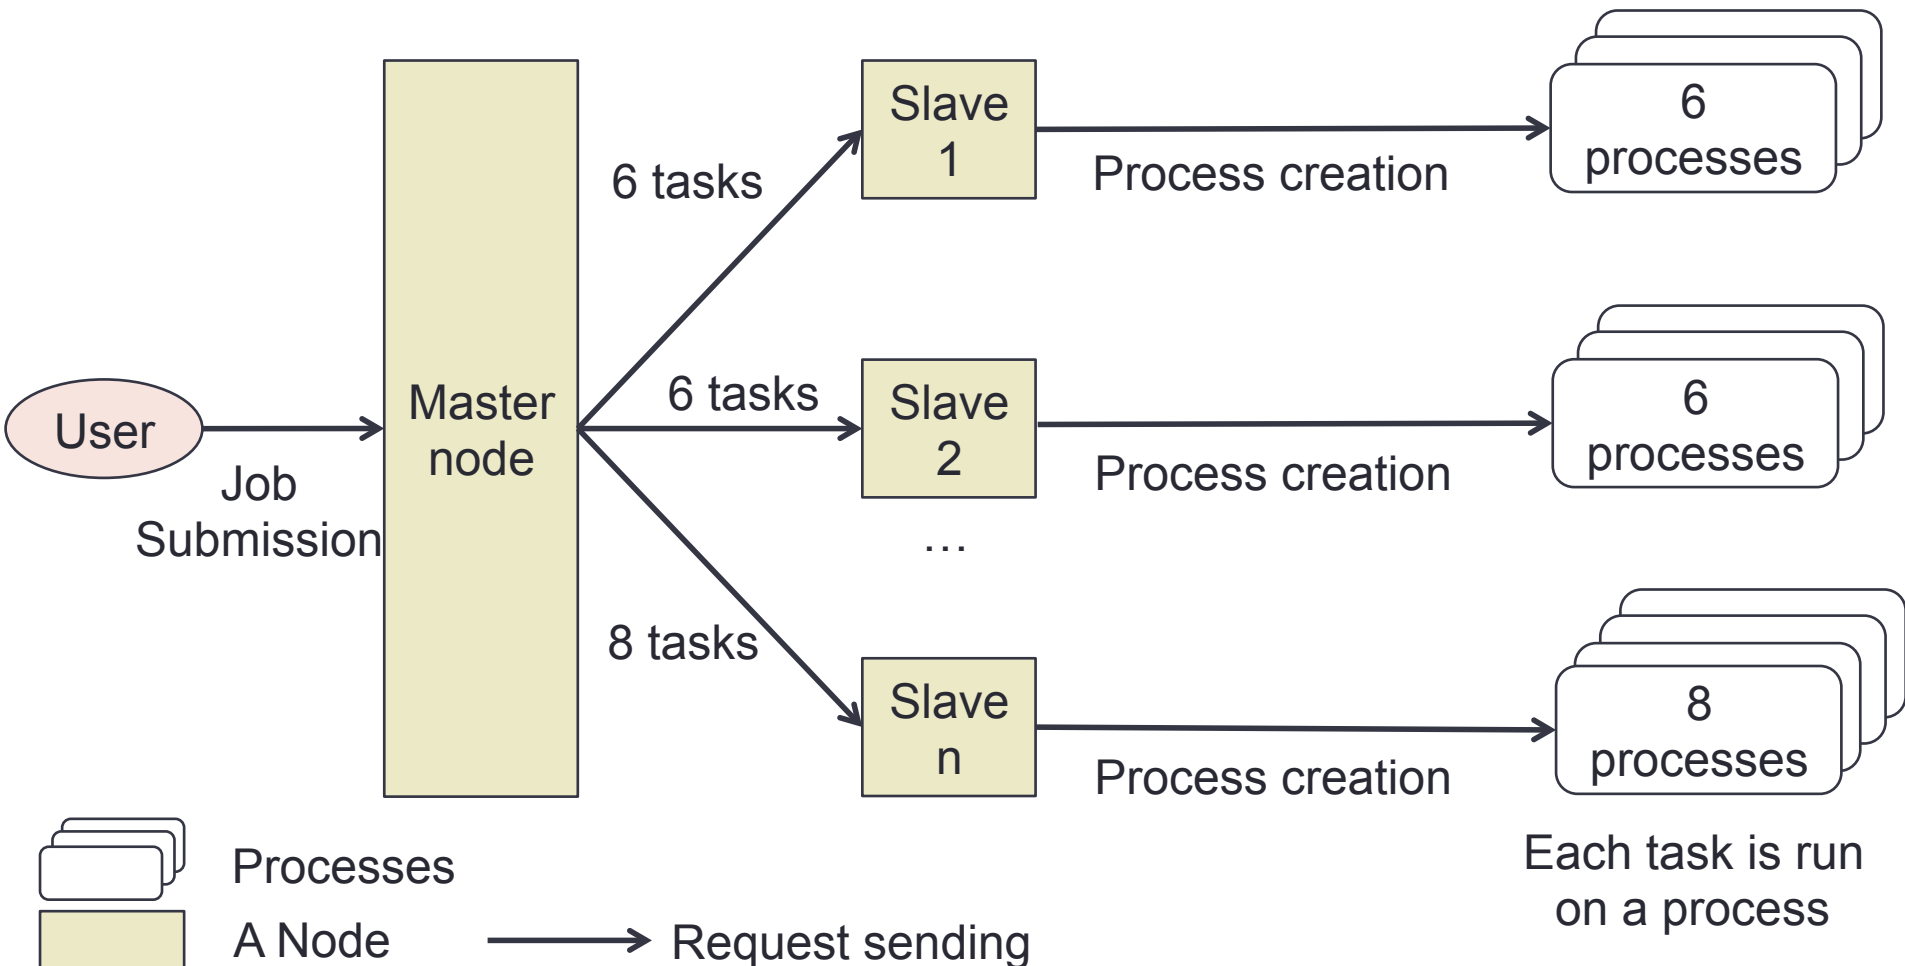 User
Job
Submission
Master
node
6 tasks
6 tasks
8 tasks
Slave
1
Process creation
6
processes
Slave
2
Process creation
6
processes
…
Slave
n
Process creation
8
processes
Each task is run
on a process
Processes
A Node
Request sending